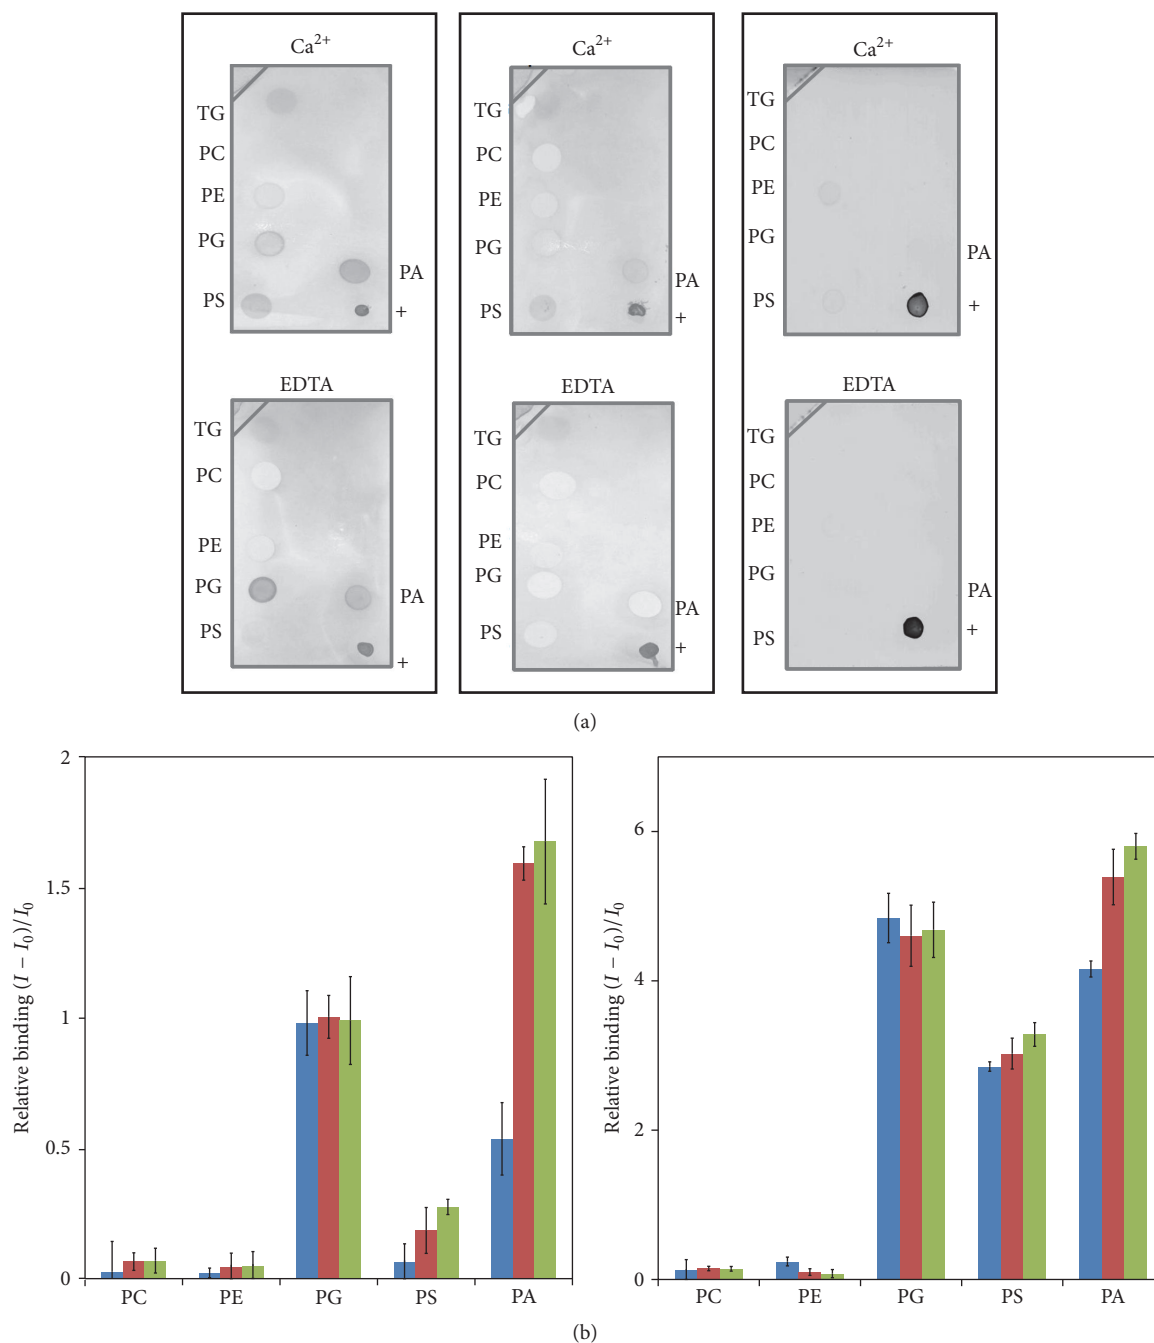 Ca²⁺
TG
PC
PE
PG
PA
PS
+
EDTA
TG
PC
PE
PG
PA
PS
+
Ca²⁺
TG
PC
PE
PG
PA
PS
+
EDTA
TG
PC
PE
PG
PA
PS
+
Ca²⁺
TG
PC
PE
PG
PA
PS
+
EDTA
TG
PC
PE
PG
PA
PS
+
(a)
Relative binding (I − I₀)/I₀
2
1.5
1
0.5
0
PC PE PG PS PA
Relative binding (I − I₀)/I₀
6
4
2
0
PC PE PG PS PA
(b)